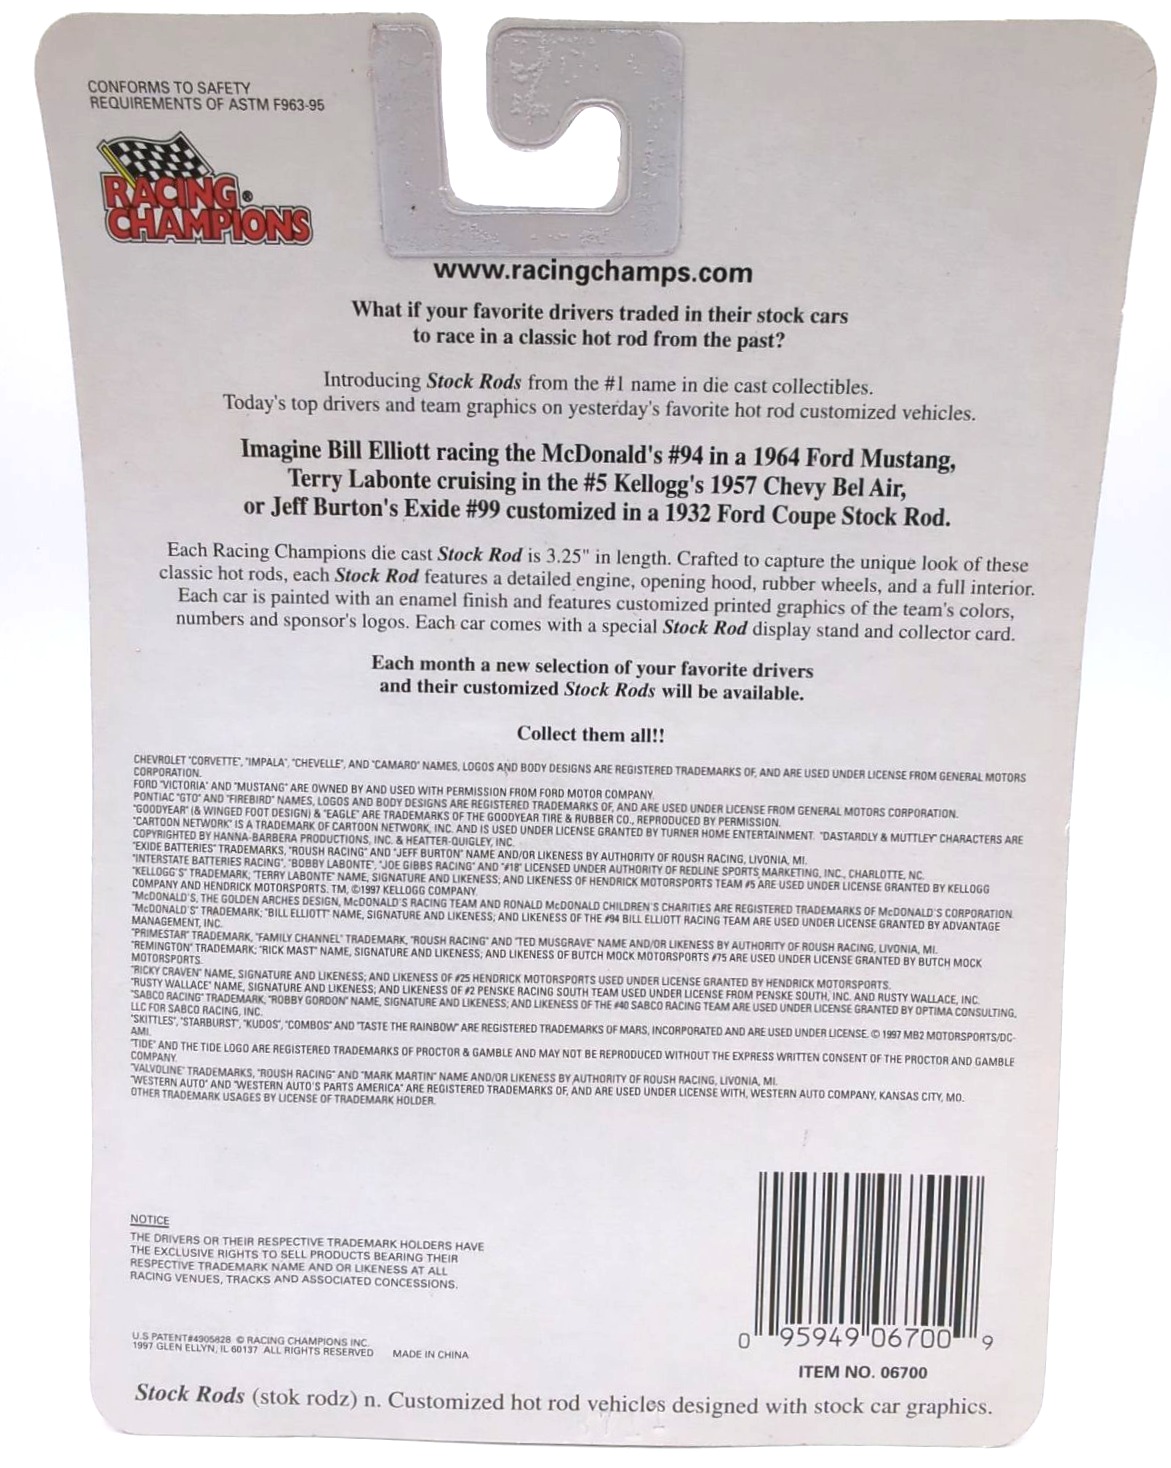 CONFORMS TO SAFETY
REQUIREMENTS OF ASTM F963-95
RACING®
CHAMPIONS
www.racingchamps.com
What if your favorite drivers traded in their stock cars
to race in a classic hot rod from the past?
Introducing Stock Rods from the #1 name in die cast collectibles.
Today's top drivers and team graphics on yesterday's favorite hot rod customized vehicles.
Imagine Bill Elliott racing the McDonald's #94 in a 1964 Ford Mustang,
Terry Labonte cruising in the #5 Kellogg's 1957 Chevy Bel Air,
or Jeff Burton's Exide #99 customized in a 1932 Ford Coupe Stock Rod.
Each Racing Champions die cast Stock Rod is 3.25" in length. Crafted to capture the unique look of these
classic hot rods, each Stock Rod features a detailed engine, opening hood, rubber wheels, and a full interior.
Each car is painted with an enamel finish and features customized printed graphics of the team's colors,
numbers and sponsor's logos. Each car comes with a special Stock Rod display stand and collector card.
Each month a new selection of your favorite drivers
and their customized Stock Rods will be available.
Collect them all!!
CHEVROLET "CORVETTE", "IMPALA", "CHEVELLE", AND "CAMARO" NAMES, LOGOS AND BODY DESIGNS ARE REGISTERED TRADEMARKS OF, AND ARE USED UNDER LICENSE FROM GENERAL MOTORS
CORPORATION.
FORD "VICTORIA" AND "MUSTANG" ARE OWNED BY AND USED WITH PERMISSION FROM FORD MOTOR COMPANY.
PONTIAC "GTO" AND "FIREBIRD" NAMES, LOGOS AND BODY DESIGNS ARE REGISTERED TRADEMARKS OF, AND ARE USED UNDER LICENSE FROM GENERAL MOTORS CORPORATION.
"GOODYEAR" (& WINGED FOOT DESIGN) & "EAGLE" ARE TRADEMARKS OF THE GOODYEAR TIRE & RUBBER CO., REPRODUCED BY PERMISSION.
"CARTOON NETWORK" IS A TRADEMARK OF CARTOON NETWORK, INC. AND IS USED UNDER LICENSE GRANTED BY TURNER HOME ENTERTAINMENT. "DASTARDLY & MUTTLEY" CHARACTERS ARE
COPYRIGHTED BY HANNA-BARBERA PRODUCTIONS, INC. & HEATTER-QUIGLEY, INC.
"EXIDE BATTERIES" TRADEMARKS, "ROUSH RACING" AND "JEFF BURTON" NAME AND/OR LIKENESS BY AUTHORITY OF ROUSH RACING, LIVONIA, MI.
"INTERSTATE BATTERIES RACING", "BOBBY LABONTE", "JOE GIBBS RACING" AND "#18" LICENSED UNDER AUTHORITY OF REDLINE SPORTS MARKETING, INC., CHARLOTTE, NC.
"KELLOGG'S" TRADEMARK; "TERRY LABONTE" NAME, SIGNATURE AND LIKENESS; AND LIKENESS OF HENDRICK MOTORSPORTS TEAM #5 ARE USED UNDER LICENSE GRANTED BY KELLOGG
COMPANY AND HENDRICK MOTORSPORTS. TM, ©1997 KELLOGG COMPANY.
"McDONALD'S, THE GOLDEN ARCHES DESIGN, McDONALD'S RACING TEAM AND RONALD McDONALD CHILDREN'S CHARITIES ARE REGISTERED TRADEMARKS OF McDONALD'S CORPORATION.
"McDONALD'S" TRADEMARK; "BILL ELLIOTT" NAME, SIGNATURE AND LIKENESS; AND LIKENESS OF THE #94 BILL ELLIOTT RACING TEAM ARE USED UNDER LICENSE GRANTED BY ADVANTAGE
MANAGEMENT, INC.
"PRIMESTAR" TRADEMARK, "FAMILY CHANNEL" TRADEMARK, "ROUSH RACING" AND "TED MUSGRAVE" NAME AND/OR LIKENESS BY AUTHORITY OF ROUSH RACING, LIVONIA, MI.
"REMINGTON" TRADEMARK; "RICK MAST" NAME, SIGNATURE AND LIKENESS; AND LIKENESS OF BUTCH MOCK MOTORSPORTS #75 ARE USED UNDER LICENSE GRANTED BY BUTCH MOCK
MOTORSPORTS.
"RICKY CRAVEN" NAME, SIGNATURE AND LIKENESS; AND LIKENESS OF #25 HENDRICK MOTORSPORTS USED UNDER LICENSE GRANTED BY HENDRICK MOTORSPORTS.
"RUSTY WALLACE" NAME, SIGNATURE AND LIKENESS; AND LIKENESS OF #2 PENSKE RACING SOUTH TEAM USED UNDER LICENSE FROM PENSKE SOUTH, INC. AND RUSTY WALLACE, INC.
"SABCO RACING" TRADEMARK, "ROBBY GORDON" NAME, SIGNATURE AND LIKENESS; AND LIKENESS OF THE #40 SABCO RACING TEAM ARE USED UNDER LICENSE GRANTED BY OPTIMA CONSULTING,
LLC FOR SABCO RACING, INC.
"SKITTLES", "STARBURST", "KUDOS", "COMBOS" AND "TASTE THE RAINBOW" ARE REGISTERED TRADEMARKS OF MARS, INCORPORATED AND ARE USED UNDER LICENSE. © 1997 MB2 MOTORSPORTS/DC-
AMI.
"TIDE" AND THE TIDE LOGO ARE REGISTERED TRADEMARKS OF PROCTOR & GAMBLE AND MAY NOT BE REPRODUCED WITHOUT THE EXPRESS WRITTEN CONSENT OF THE PROCTOR AND GAMBLE
COMPANY.
"VALVOLINE" TRADEMARKS, "ROUSH RACING" AND "MARK MARTIN" NAME AND/OR LIKENESS BY AUTHORITY OF ROUSH RACING, LIVONIA, MI.
"WESTERN AUTO" AND "WESTERN AUTO'S PARTS AMERICA" ARE REGISTERED TRADEMARKS OF, AND ARE USED UNDER LICENSE WITH, WESTERN AUTO COMPANY, KANSAS CITY, MO.
OTHER TRADEMARK USAGES BY LICENSE OF TRADEMARK HOLDER.
NOTICE
THE DRIVERS OR THEIR RESPECTIVE TRADEMARK HOLDERS HAVE
THE EXCLUSIVE RIGHTS TO SELL PRODUCTS BEARING THEIR
RESPECTIVE TRADEMARK NAME AND OR LIKENESS AT ALL
RACING VENUES, TRACKS AND ASSOCIATED CONCESSIONS.
U.S PATENT#4905828 © RACING CHAMPIONS INC.
1997 GLEN ELLYN, IL 60137 ALL RIGHTS RESERVED MADE IN CHINA
0 95949 06700 9
ITEM NO. 06700
Stock Rods (stok rodz) n. Customized hot rod vehicles designed with stock car graphics.